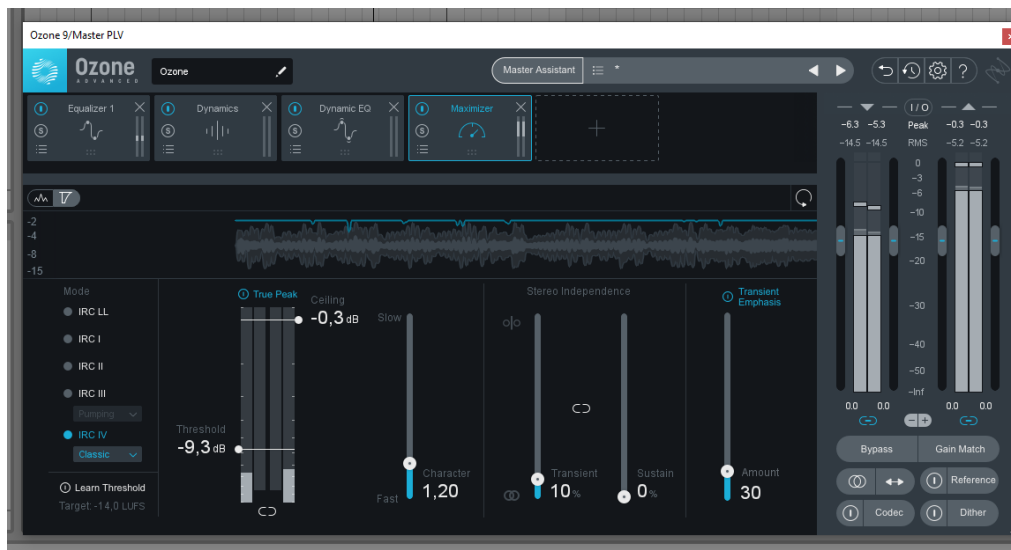 Ozone 9/Master PLV
Ozone
ADVANCED
Ozone
Master Assistant
?
Equalizer 1
Dynamics
Dynamic EQ
Maximizer
S
S
S
S
+
I / O
-6.3 -5.3 Peak -0.3 -0.3
-14.5 -14.5 RMS -5.2 -5.2
0
-3
-6
-10
-15
-20
-30
-40
-50
-Inf
0.0 0.0 0.0 0.0
-2
-4
-8
-15
Mode
IRC LL
IRC I
IRC II
IRC III
Pumping
IRC IV
Classic
Learn Threshold
Target: -14,0 LUFS
True Peak
Ceiling
-0,3 dB
Threshold
-9,3 dB
Slow
Fast
Character
1,20
Stereo Independence
Transient
10 %
Sustain
0 %
Transient
Emphasis
Amount
30
Bypass
Gain Match
Reference
Codec
Dither